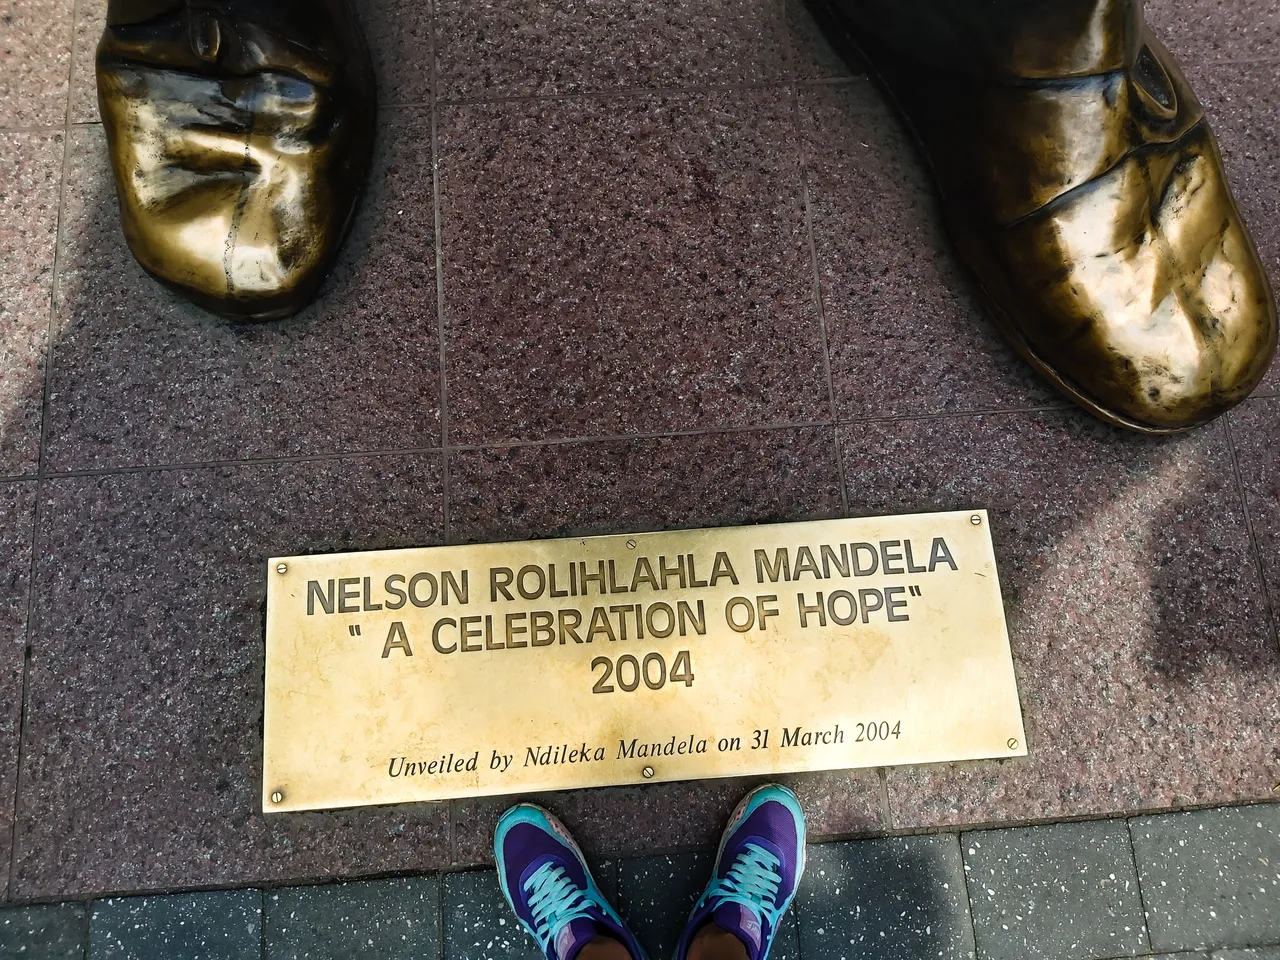 NELSON ROLIHLAHLA MANDELA
" A CELEBRATION OF HOPE"
2004
Unveiled by Ndileka Mandela on 31 March 2004